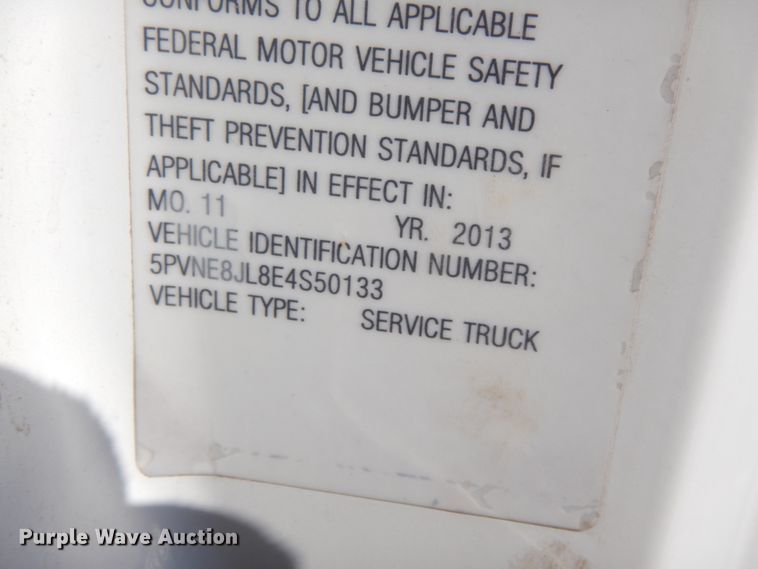 CONFORMS TO ALL APPLICABLE
FEDERAL MOTOR VEHICLE SAFETY
STANDARDS, [AND BUMPER AND
THEFT PREVENTION STANDARDS, IF
APPLICABLE] IN EFFECT IN:
MO. 11 YR. 2013
VEHICLE IDENTIFICATION NUMBER:
5PVNE8JL8E4S50133
VEHICLE TYPE: SERVICE TRUCK
Purple Wave Auction